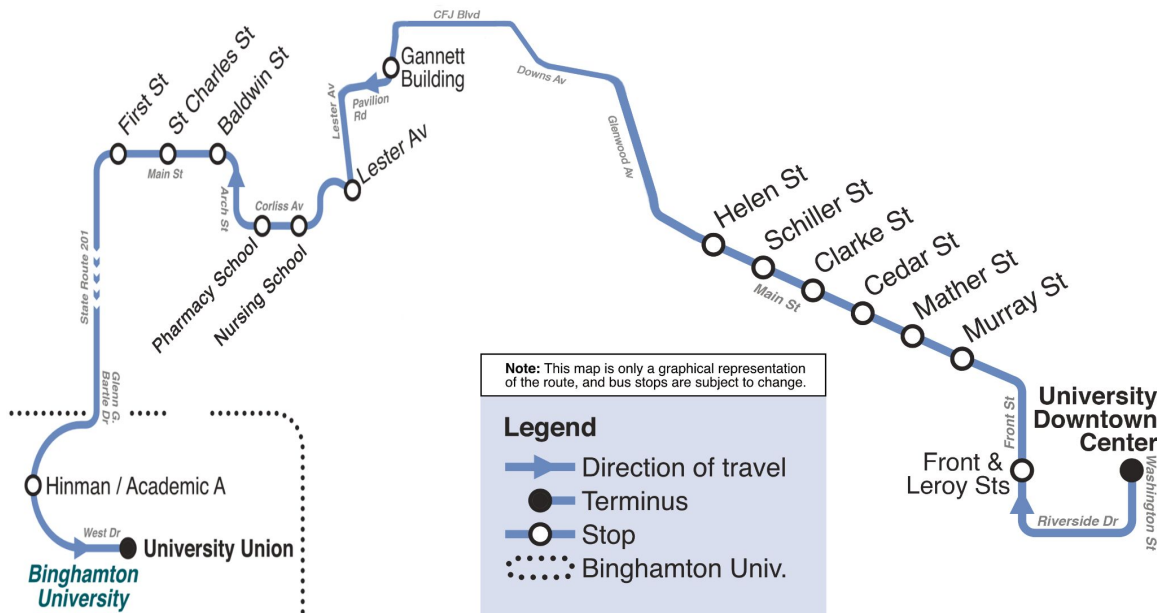 CFJ Blvd
Gannett
Building
Downs Av
Pavilion
Rd
Lester Av
Lester Av
Glenwood Av
First St
St Charles St
Baldwin St
Main St
Arch St
Corliss Av
Pharmacy School
Nursing School
State Route 201
Glenn G.
Bartle Dr
Helen St
Schiller St
Clarke St
Cedar St
Mather St
Murray St
Main St
Front St
University
Downtown
Center
Washington St
Front &
Leroy Sts
Riverside Dr
Hinman / Academic A
West Dr
University Union
Binghamton
University
Note: This map is only a graphical representation
of the route, and bus stops are subject to change.
Legend
Direction of travel
Terminus
Stop
Binghamton Univ.